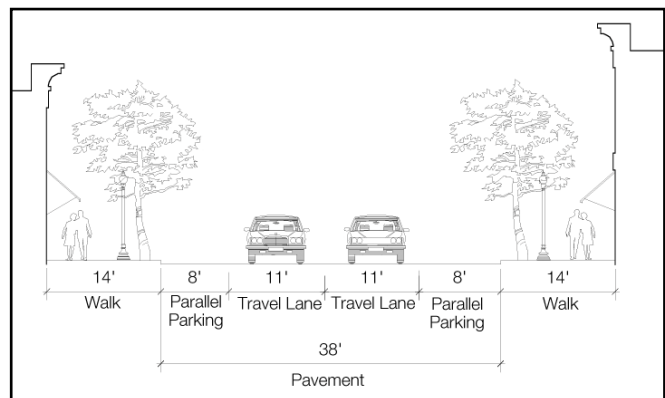 14' 8' 11' 11' 8' 14'
Walk Parallel Parking Travel Lane Travel Lane Parallel Parking Walk
38'
Pavement